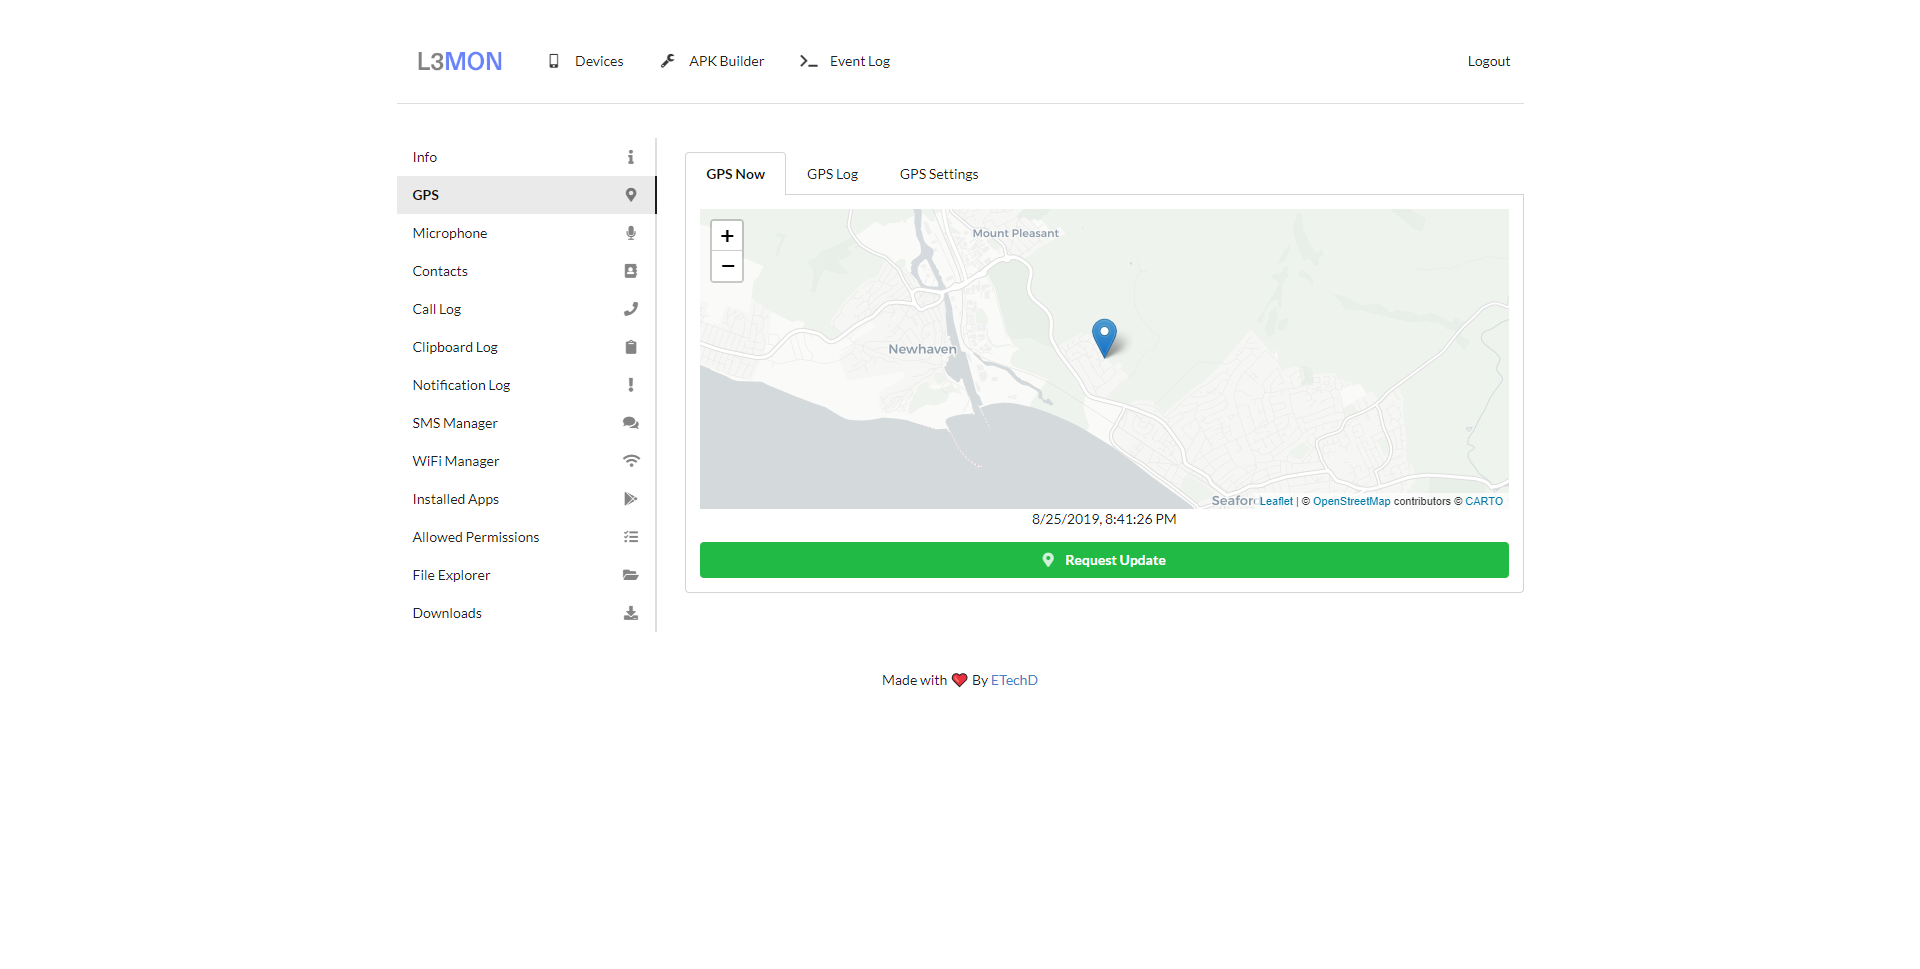 L3MON
Devices
APK Builder
Event Log
Logout
Info
GPS
Microphone
Contacts
Call Log
Clipboard Log
Notification Log
SMS Manager
WiFi Manager
Installed Apps
Allowed Permissions
File Explorer
Downloads
GPS Now
GPS Log
GPS Settings
+
−
Mount Pleasant
Newhaven
Seafor
Leaflet | © OpenStreetMap contributors © CARTO
8/25/2019, 8:41:26 PM
Request Update
Made with ❤ By ETechD